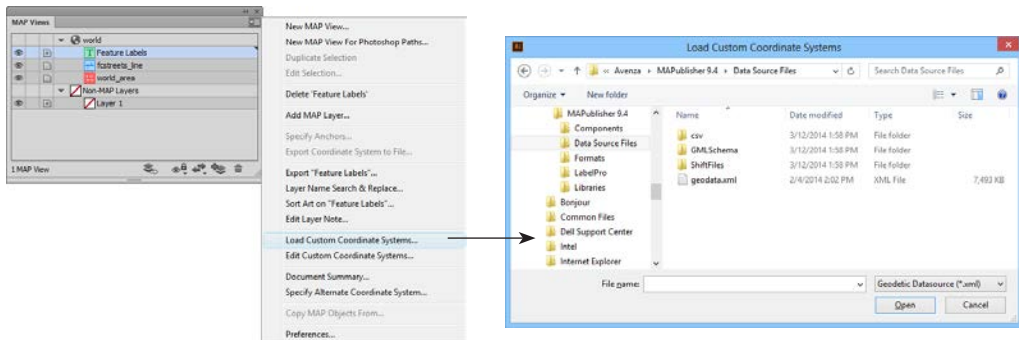 MAP Views
world
Feature Labels
fcstreets_line
world_area
Non-MAP Layers
Layer 1
1 MAP View
New MAP View...
New MAP View For Photoshop Paths...
Duplicate Selection
Edit Selection...
Delete 'Feature Labels'
Add MAP Layer...
Specify Anchors...
Export Coordinate System to File...
Export "Feature Labels"...
Layer Name Search & Replace...
Sort Art on "Feature Labels"...
Edit Layer Note...
Load Custom Coordinate Systems...
Edit Custom Coordinate Systems...
Document Summary...
Specify Alternate Coordinate System...
Copy MAP Objects From...
Preferences...
Load Custom Coordinate Systems
« Avenza MAPublisher 9.4 Data Source Files
Search Data Source Files
Organize New folder
MAPublisher 9.4
Components
Data Source Files
Formats
LabelPro
Libraries
Bonjour
Common Files
Dell Support Center
Intel
Internet Explorer
Name Date modified Type Size
csv 3/12/2014 1:58 PM File folder
GMLSchema 3/12/2014 1:58 PM File folder
ShiftFiles 3/12/2014 1:58 PM File folder
geodata.xml 2/4/2014 2:02 PM XML File 7,493 KB
File name:
Geodetic Datasource (*.xml)
Open Cancel